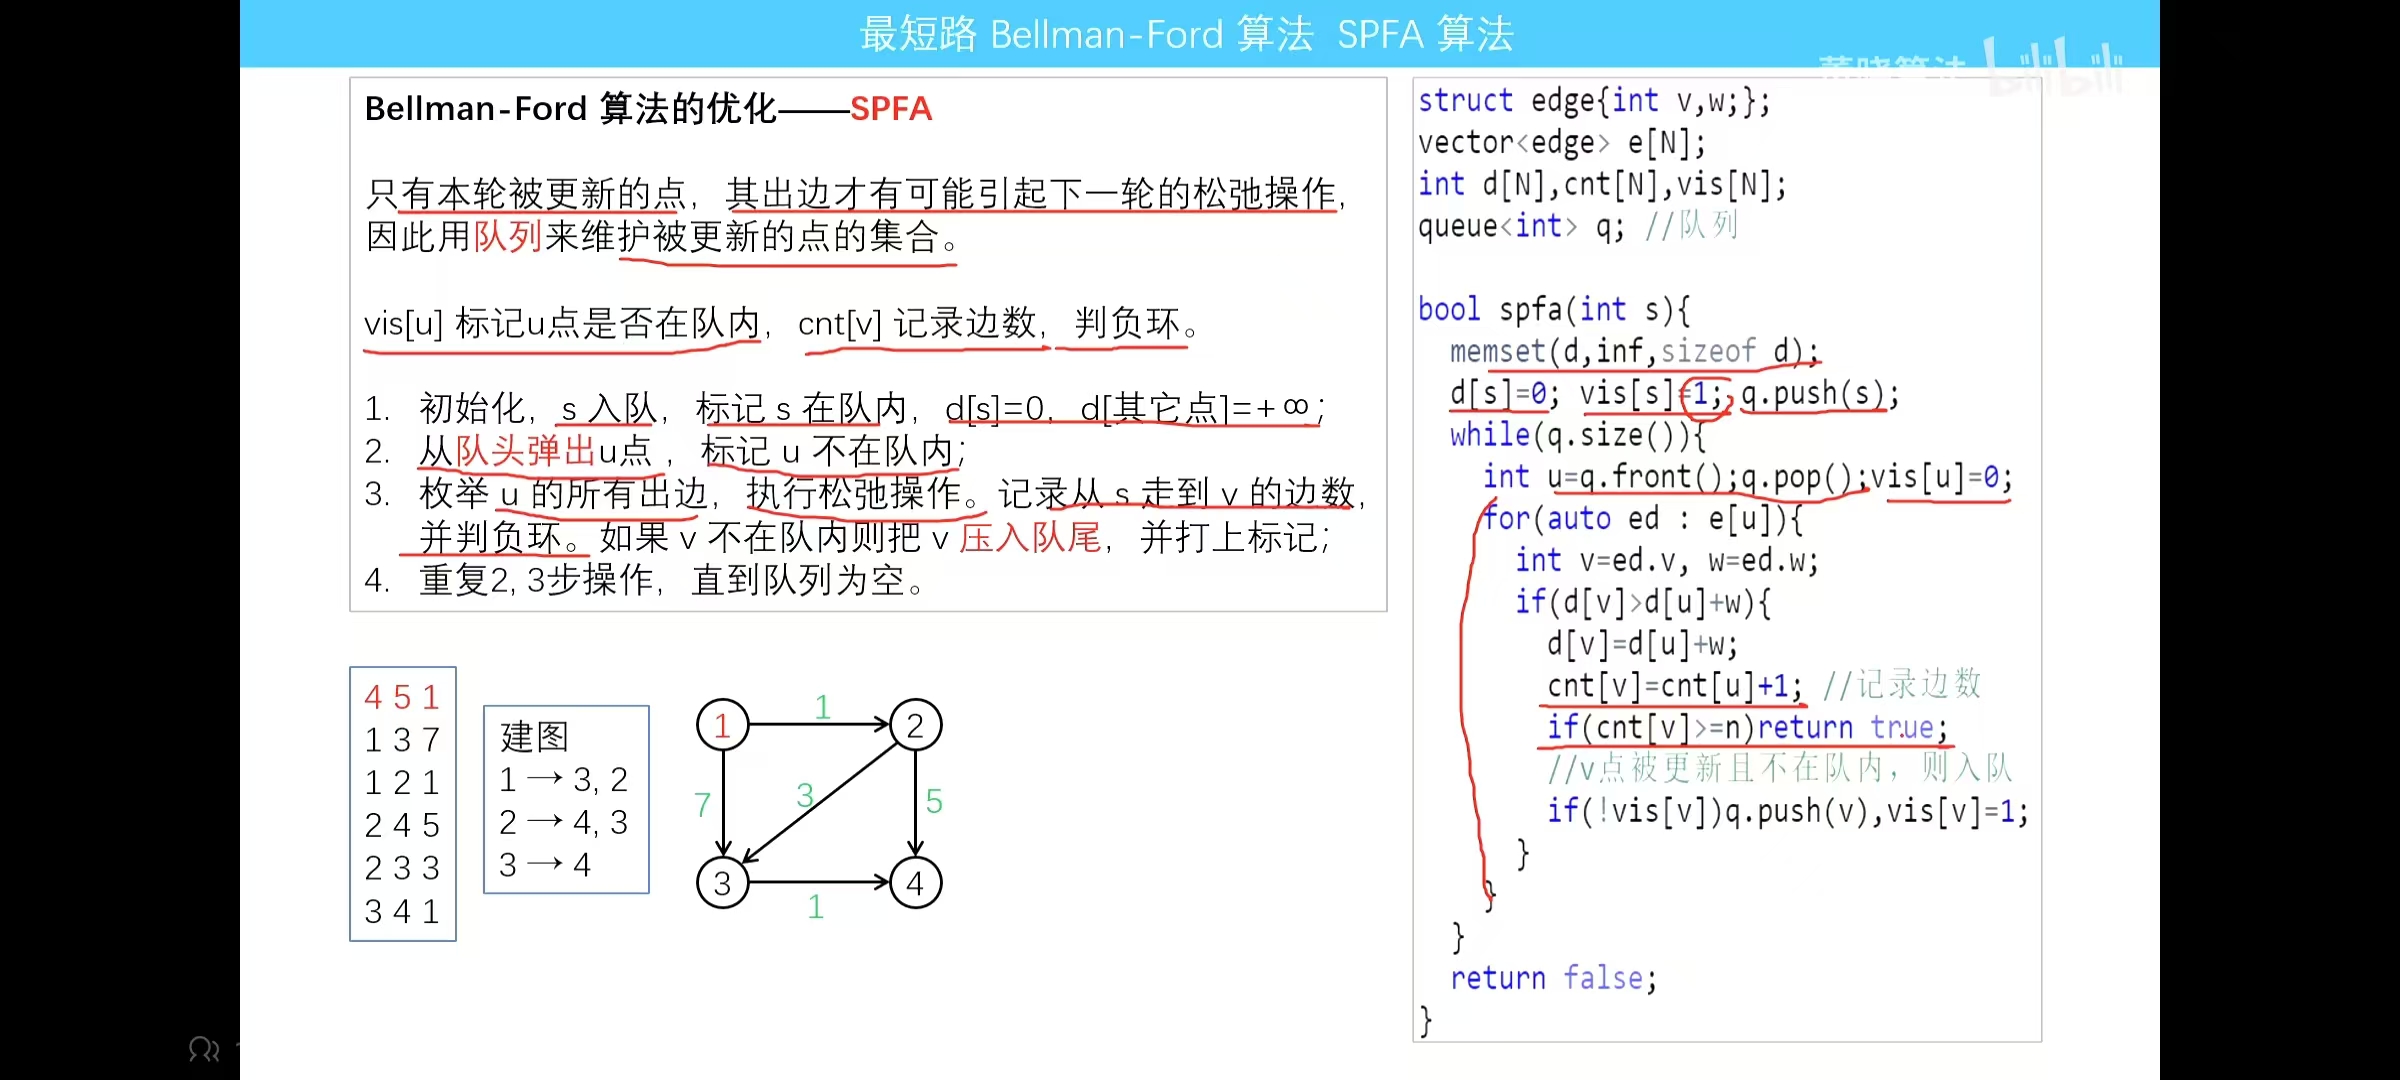 最短路 Bellman-Ford 算法 SPFA 算法
董晓算法 bilibili
Bellman-Ford 算法的优化——SPFA
只有本轮被更新的点，其出边才有可能引起下一轮的松弛操作，
因此用队列来维护被更新的点的集合。
vis[u] 标记u点是否在队内，cnt[v] 记录边数，判负环。
1. 初始化，s 入队，标记 s 在队内，d[s]=0，d[其它点]=+∞；
2. 从队头弹出u点，标记 u 不在队内；
3. 枚举 u 的所有出边，执行松弛操作。记录从 s 走到 v 的边数，
并判负环。如果 v 不在队内则把 v 压入队尾，并打上标记；
4. 重复2, 3步操作，直到队列为空。
4 5 1
1 3 7
1 2 1
2 4 5
2 3 3
3 4 1
建图
1 → 3, 2
2 → 4, 3
3 → 4
1
1
2
7
3
5
3
4
1
struct edge{int v,w;};
vector<edge> e[N];
int d[N],cnt[N],vis[N];
queue<int> q; //队列
bool spfa(int s){
memset(d,inf,sizeof d);
d[s]=0; vis[s]=1; q.push(s);
while(q.size()){
int u=q.front();q.pop();vis[u]=0;
for(auto ed : e[u]){
int v=ed.v, w=ed.w;
if(d[v]>d[u]+w){
d[v]=d[u]+w;
cnt[v]=cnt[u]+1; //记录边数
if(cnt[v]>=n)return true;
//v点被更新且不在队内，则入队
if(!vis[v])q.push(v),vis[v]=1;
}
}
}
return false;
}